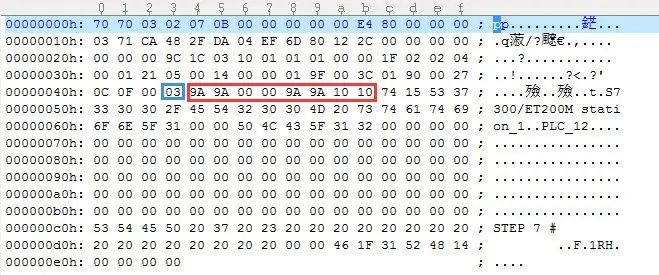 0 1 2 3 4 5 6 7 8 9 a b c d e f
00000000h: 70 70 03 02 07 0B 00 00 00 00 E4 80 00 00 00 00 ; pp......... ...
00000010h: 03 71 CA 48 2F DA 04 EF 6D 80 12 2C 00 00 00 00 ; .q /? €.,....
00000020h: 00 00 00 9C 1C 03 10 01 01 01 00 00 1F 02 02 04 ; ...?............
00000030h: 00 01 21 05 00 14 00 00 01 9F 00 3C 01 90 00 27 ; ..!......?<.?'
00000040h: 0C 0F 00 03 9A 9A 00 00 9A 9A 10 10 74 15 53 37 ; ....殮..殮..t.S7
00000050h: 33 30 30 2F 45 54 32 30 30 4D 20 73 74 61 74 69 ; 300/ET200M stati
00000060h: 6F 6E 5F 31 00 00 50 4C 43 5F 31 32 00 00 00 00 ; on_1..PLC_12....
00000070h: 00 00 00 00 00 00 00 00 00 00 00 00 00 00 00 00 ; ................
00000080h: 00 00 00 00 00 00 00 00 00 00 00 00 00 00 00 00 ; ................
00000090h: 00 00 00 00 00 00 00 00 00 00 00 00 00 00 00 00 ; ................
000000a0h: 00 00 00 00 00 00 00 00 00 00 00 00 00 00 00 00 ; ................
000000b0h: 00 00 00 00 00 00 00 00 00 00 00 00 00 00 00 00 ; ................
000000c0h: 53 54 45 50 20 37 20 23 20 20 20 20 20 20 20 20 ; STEP 7 #
000000d0h: 20 20 20 20 20 20 20 20 00 00 46 1F 31 52 48 14 ; ..F.1RH.
000000e0h: 00 00 00 00 ; ....